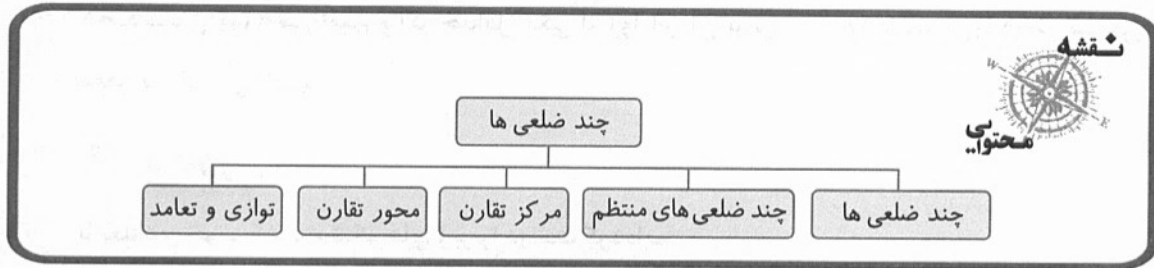 نقشه
محتوایی
چند ضلعی ها
چند ضلعی ها
چند ضلعی های منتظم
مرکز تقارن
محور تقارن
توازی و تعامد
W
E